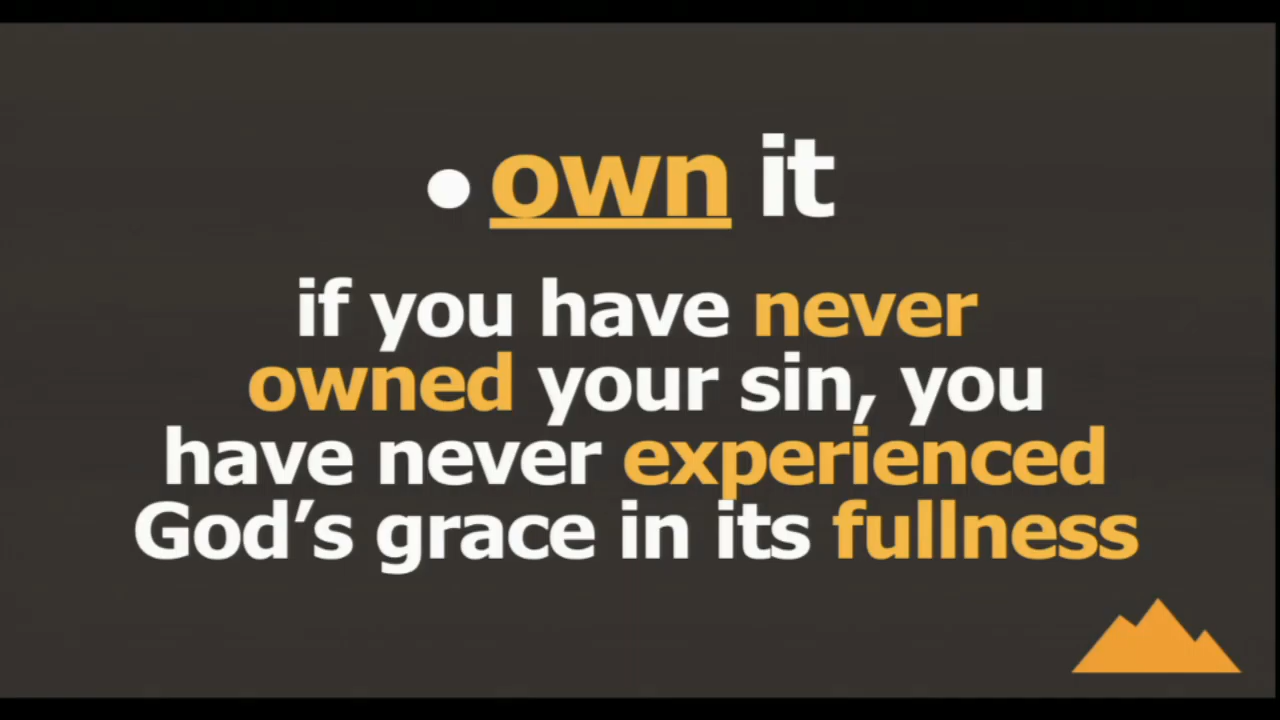 • own it
if you have never
owned your sin, you
have never experienced
God’s grace in its fullness